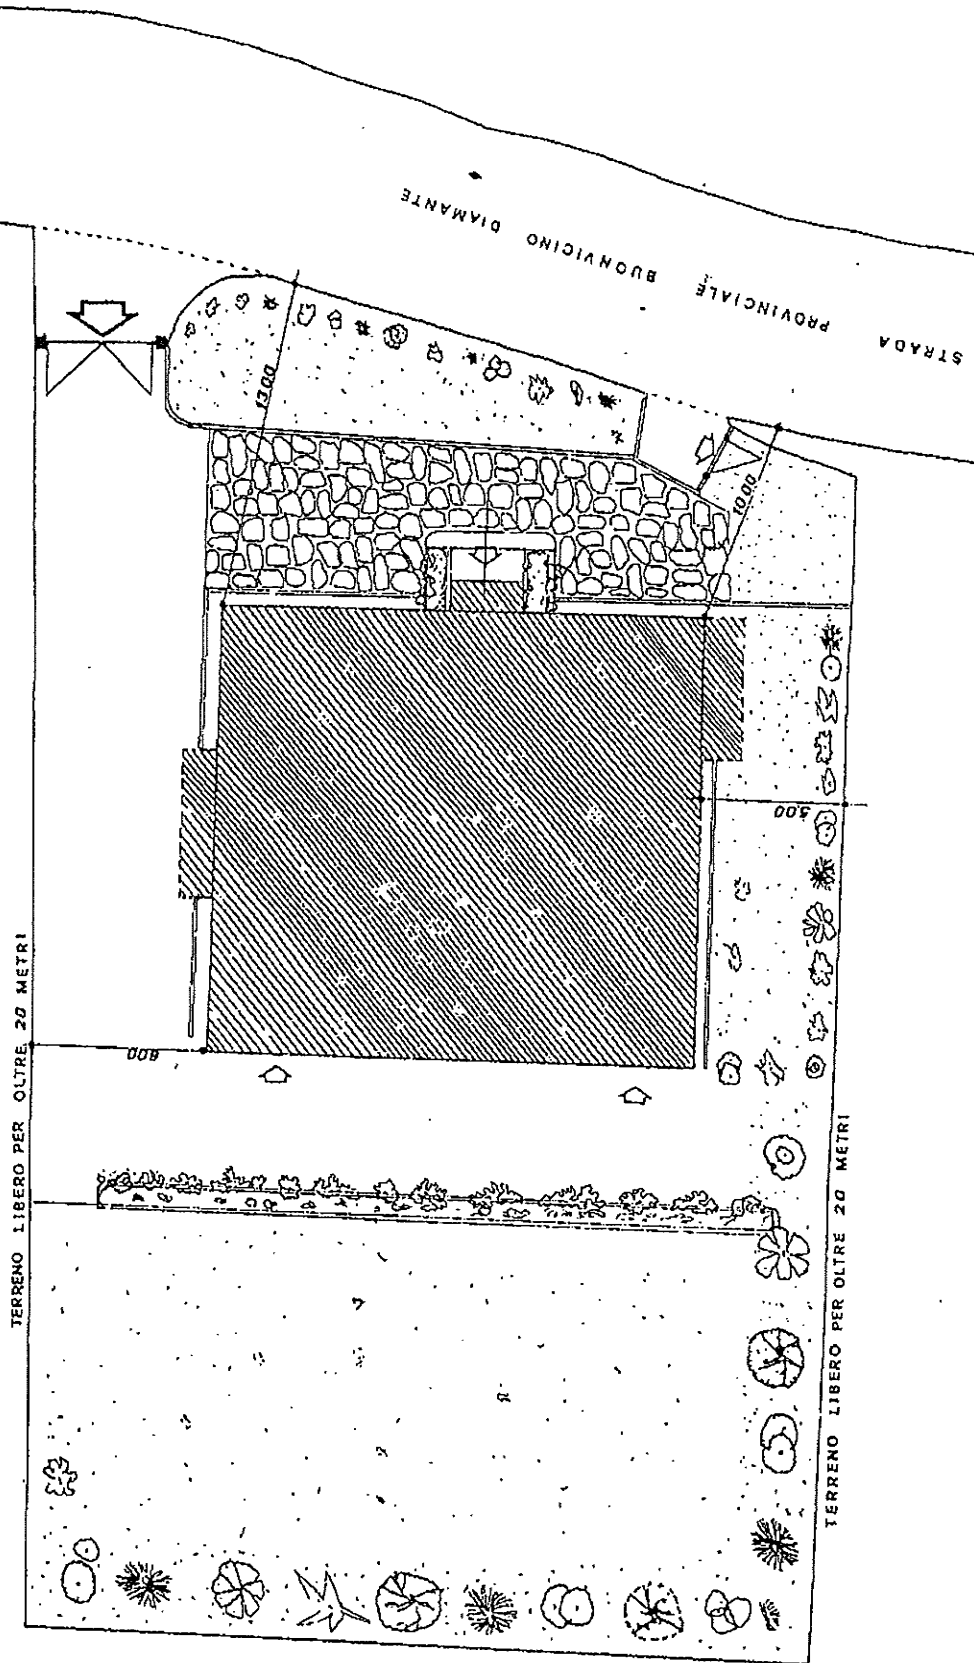 STRADA PROVINCIALE BUONVICINO DIAMANTE
13.00
10.00
5.00
TERRENO LIBERO PER OLTRE 20 METRI
6.00
TERRENO LIBERO PER OLTRE 20 METRI